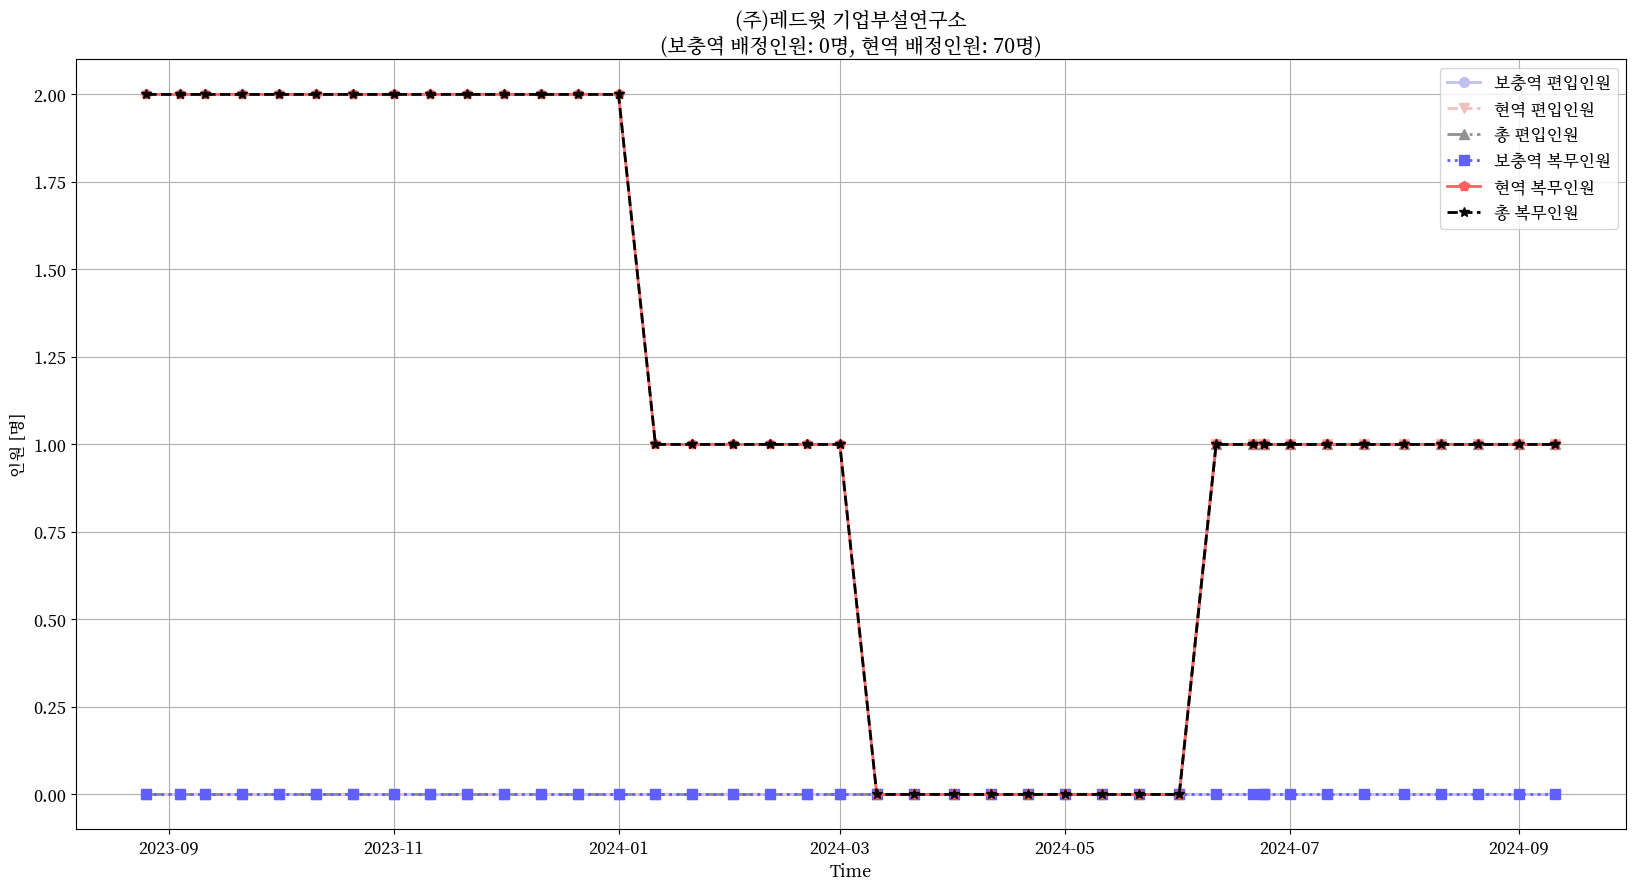 (주)레드윗 기업부설연구소
(보충역 배정인원: 0명, 현역 배정인원: 70명)
보충역 편입인원
현역 편입인원
총 편입인원
보충역 복무인원
현역 복무인원
총 복무인원
인원 [명]
2.00
1.75
1.50
1.25
1.00
0.75
0.50
0.25
0.00
2023-09 2023-11 2024-01 2024-03 2024-05 2024-07 2024-09
Time